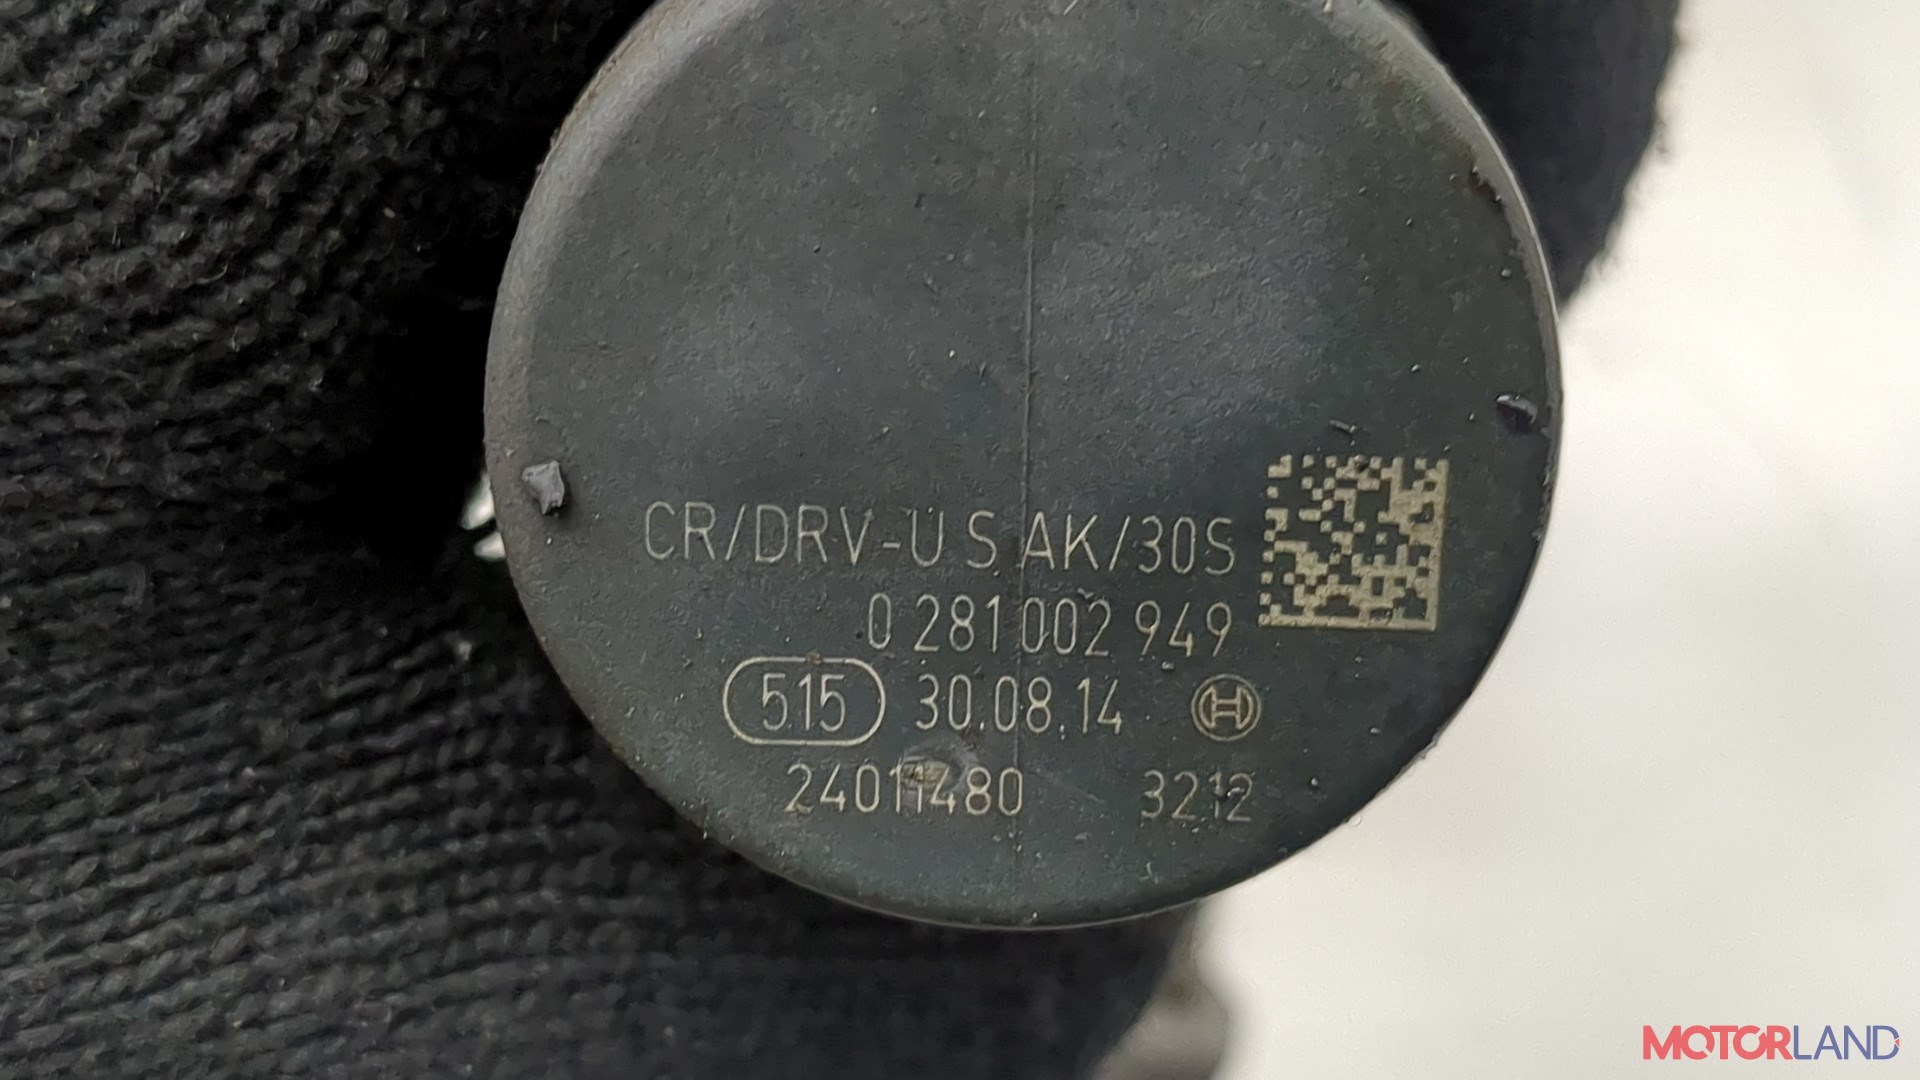 CR/DRV-U S AK/30S
0 281 002 949
515 30.08.14
24011480 3212
MOTORLAND